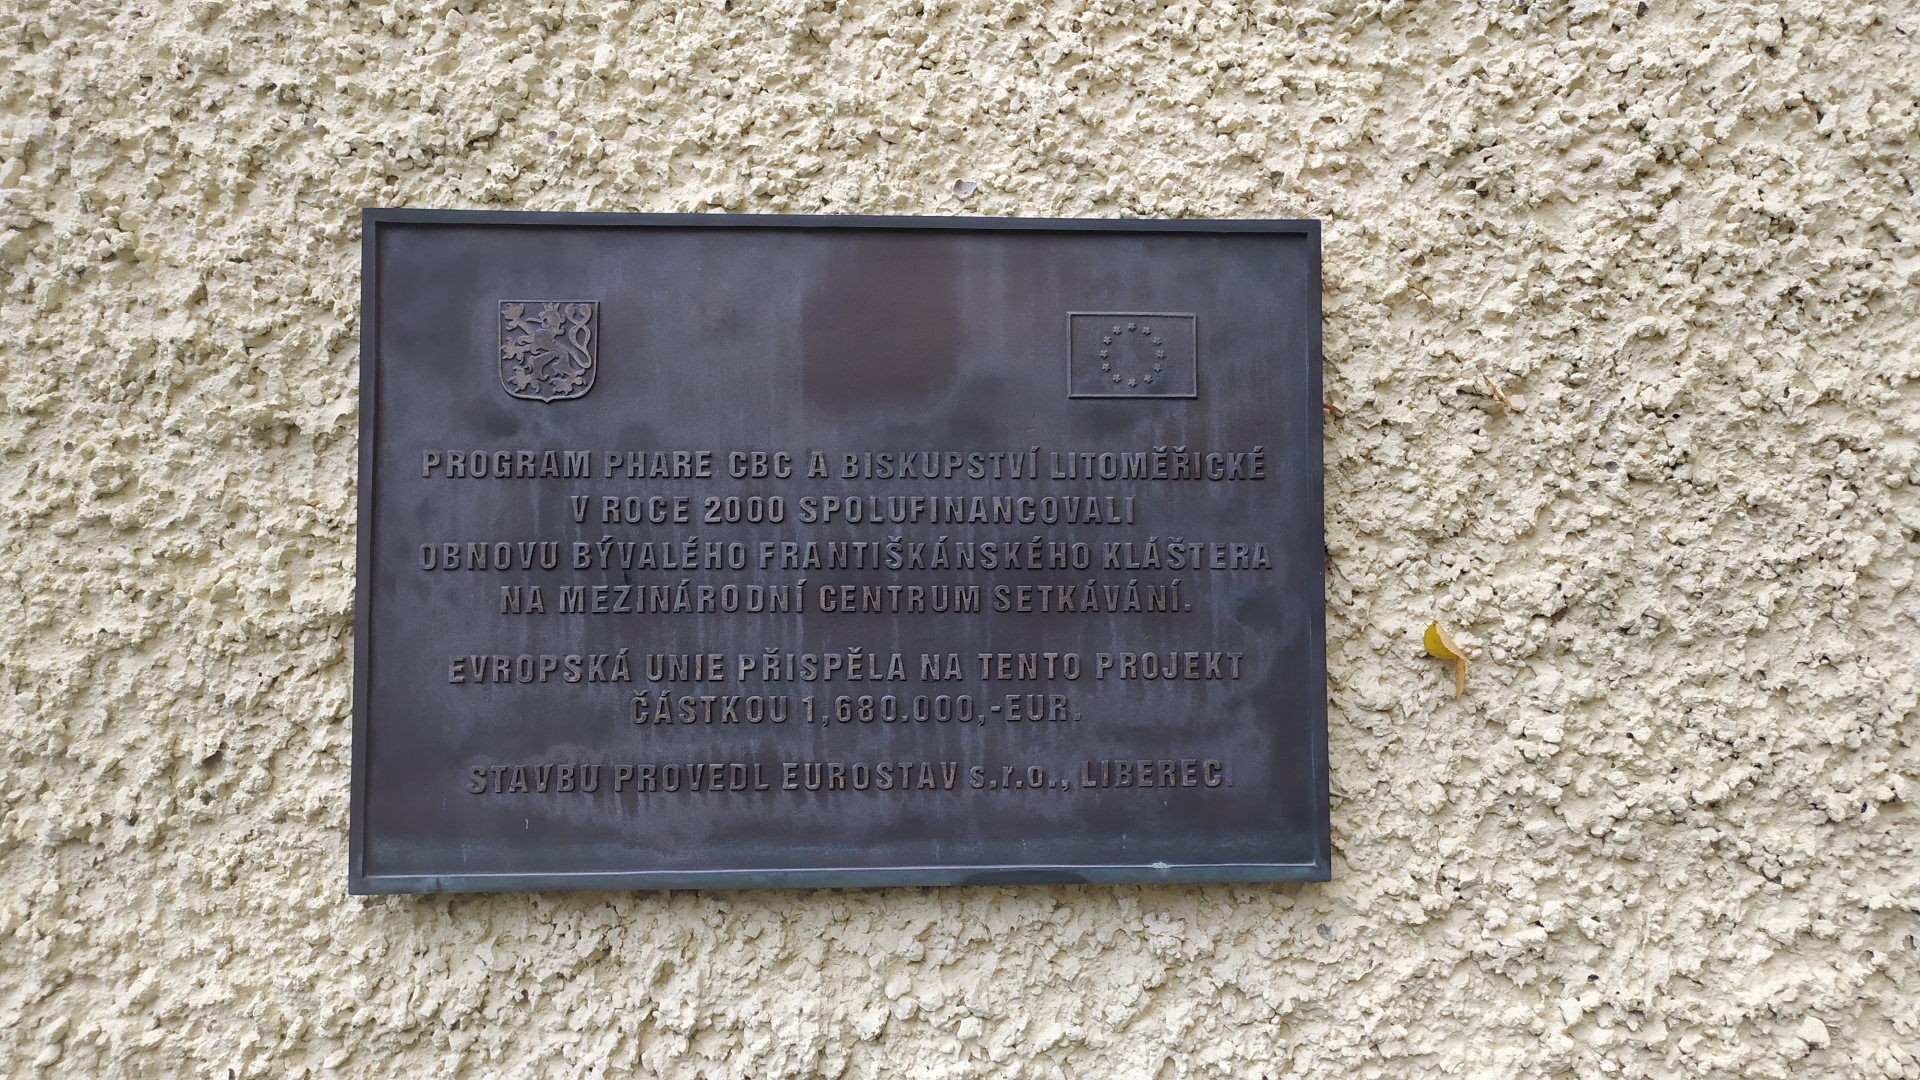 PROGRAM PHARE CBC A BISKUPSTVÍ LITOMĚŘICKÉ
V ROCE 2000 SPOLUFINANCOVALI
OBNOVU BÝVALÉHO FRANTIŠKÁNSKÉHO KLÁŠTERA
NA MEZINÁRODNÍ CENTRUM SETKÁVÁNÍ.
EVROPSKÁ UNIE PŘISPĚLA NA TENTO PROJEKT
ČÁSTKOU 1,680.000,-EUR.
STAVBU PROVEDL EUROSTAV s.r.o., LIBEREC.